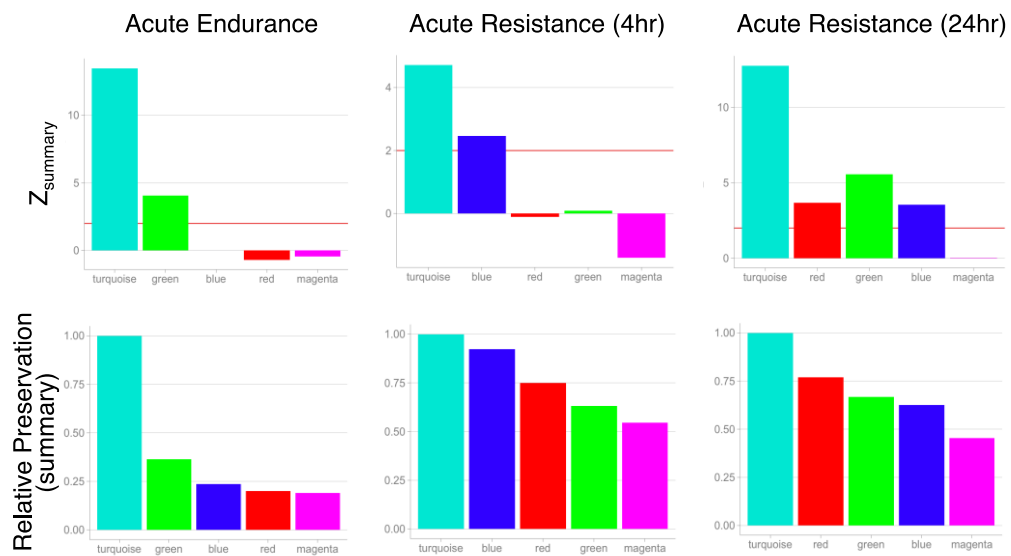 Acute Endurance
Acute Resistance (4hr)
Acute Resistance (24hr)
Zsummary
10
5
0
turquoise green blue red magenta
4
2
0
turquoise blue red green magenta
10
5
0
turquoise red green blue magenta
Relative Preservation
(summary)
1.00
0.75
0.50
0.25
0.00
turquoise green blue red magenta
1.00
0.75
0.50
0.25
0.00
turquoise blue red green magenta
1.00
0.75
0.50
0.25
0.00
turquoise red green blue magenta